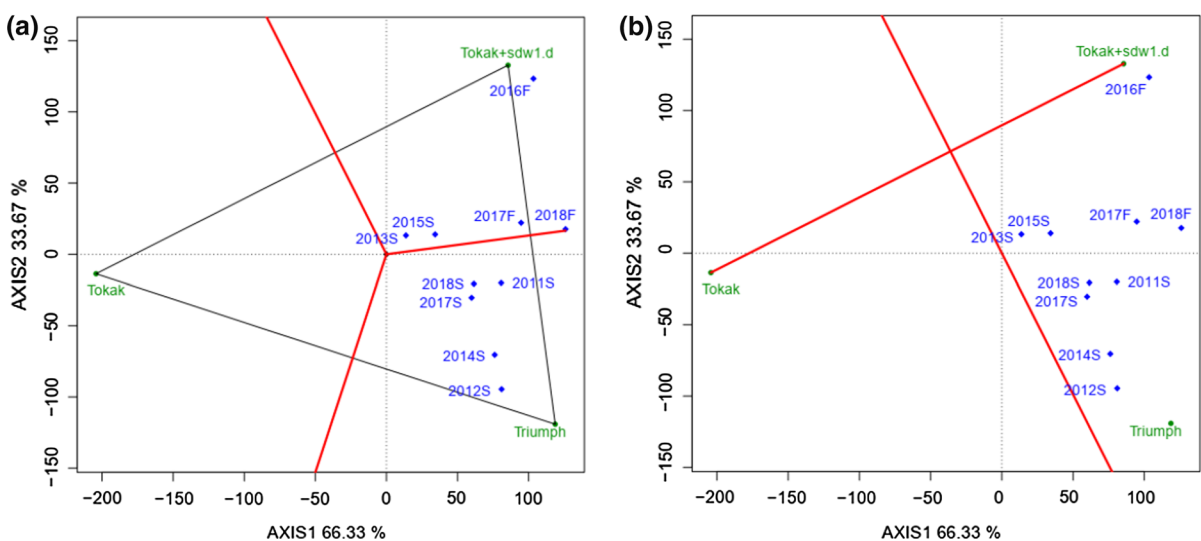 (a)
150
100
50
0
−50
−100
−150
AXIS2 33.67 %
Tokak+sdw1.d
2016F
2017F
2018F
2015S
2013S
2018S
2011S
2017S
2014S
2012S
Tokak
Triumph
−200
−150
−100
−50
0
50
100
AXIS1 66.33 %
(b)
150
100
50
0
−50
−100
−150
AXIS2 33.67 %
Tokak+sdw1.d
2016F
2017F
2018F
2015S
2013S
2018S
2011S
2017S
2014S
2012S
Tokak
Triumph
−200
−150
−100
−50
0
50
100
AXIS1 66.33 %